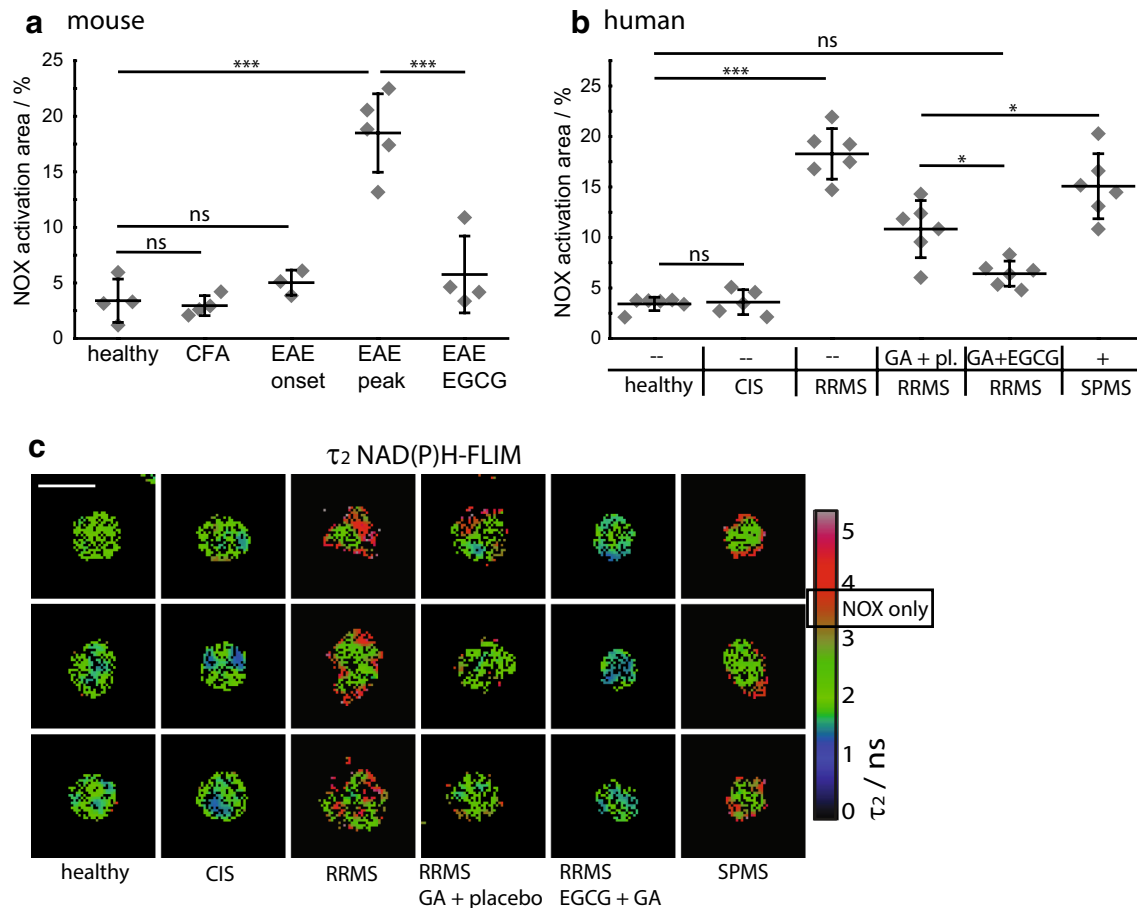 a mouse
NOX activation area / %
25
20
15
10
5
0
***
***
ns
ns
healthy
CFA
EAE
onset
EAE
peak
EAE
EGCG
b human
NOX activation area / %
25
20
15
10
5
0
ns
***
*
*
ns
-- -- -- GA + pl. GA+EGCG +
healthy CIS RRMS RRMS RRMS SPMS
c
τ2 NAD(P)H-FLIM
5
4
NOX only
3
2
1
0
τ2 / ns
healthy
CIS
RRMS
RRMS
GA + placebo
RRMS
EGCG + GA
SPMS